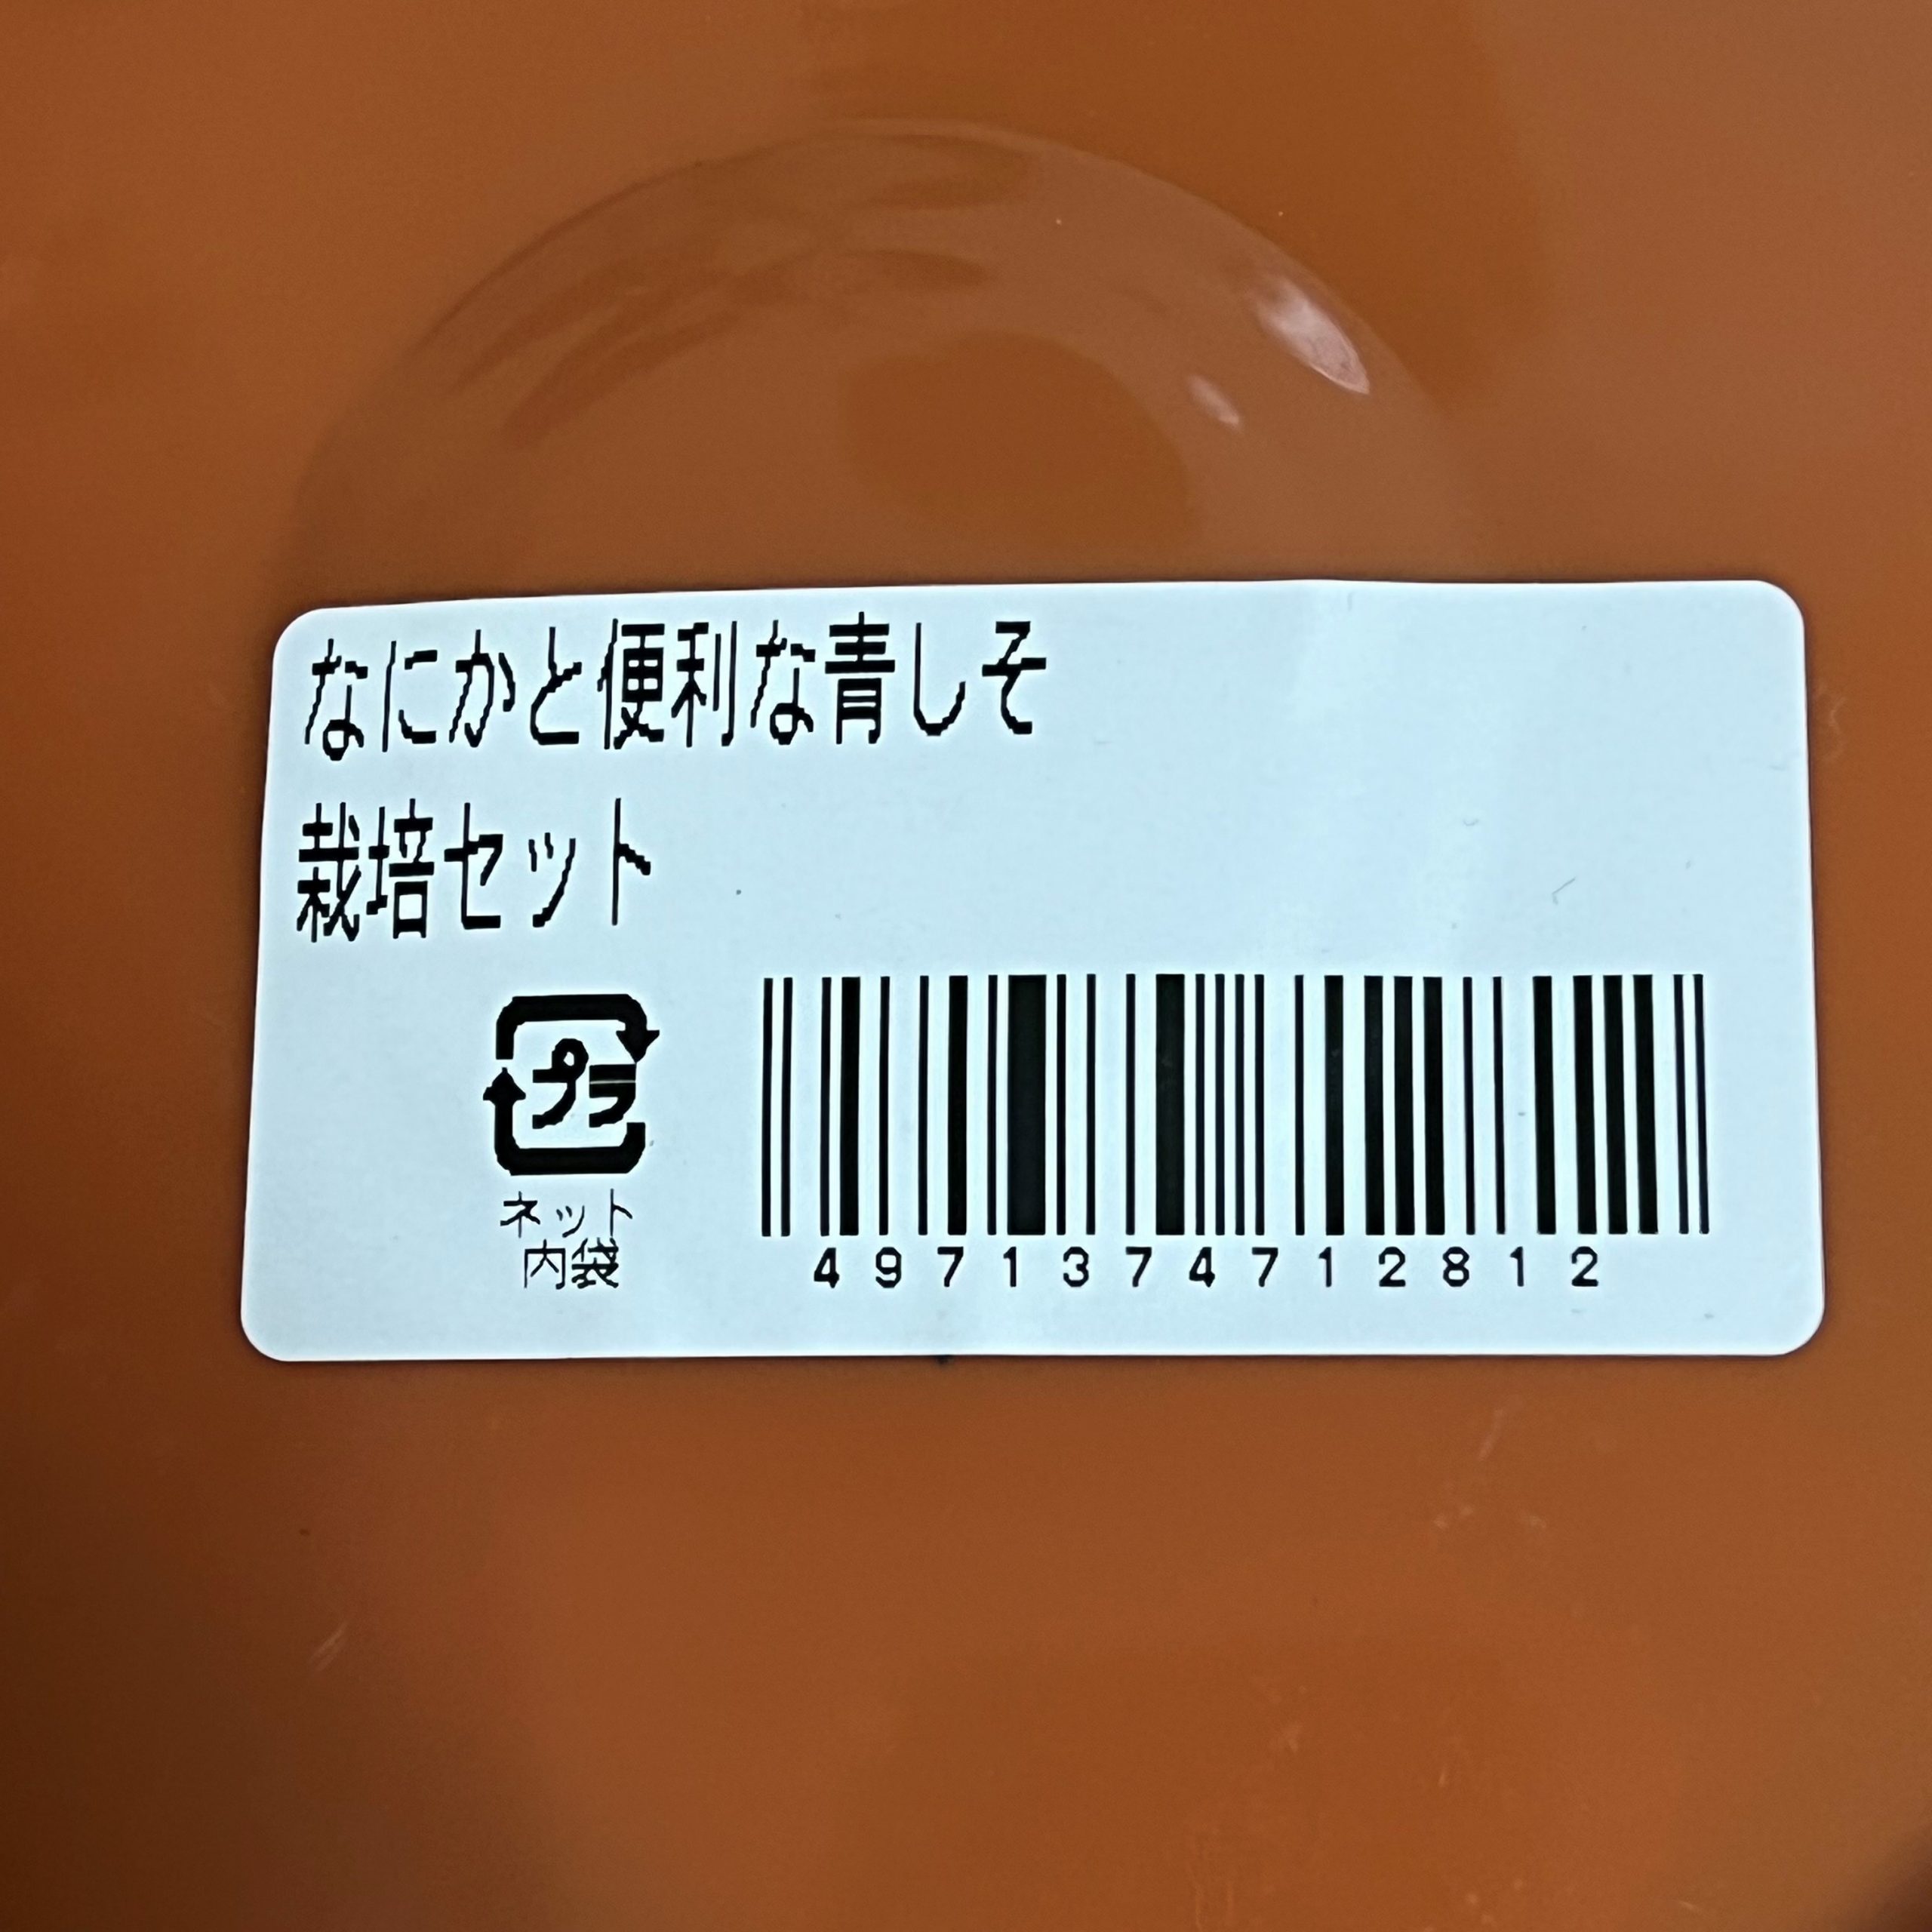 なにかと便利な青しそ
栽培セット
プラ
ネット
内袋
4971374712812